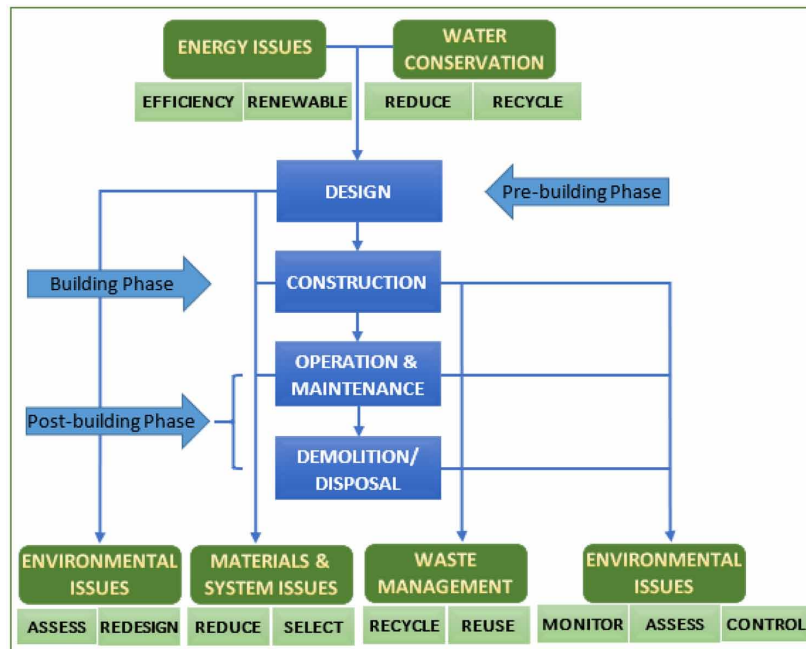 ENERGY ISSUES
WATER
CONSERVATION
EFFICIENCY
RENEWABLE
REDUCE
RECYCLE
DESIGN
Pre-building Phase
Building Phase
CONSTRUCTION
OPERATION &
MAINTENANCE
Post-building Phase
DEMOLITION/
DISPOSAL
ENVIRONMENTAL
ISSUES
MATERIALS &
SYSTEM ISSUES
WASTE
MANAGEMENT
ENVIRONMENTAL
ISSUES
ASSESS
REDESIGN
REDUCE
SELECT
RECYCLE
REUSE
MONITOR
ASSESS
CONTROL